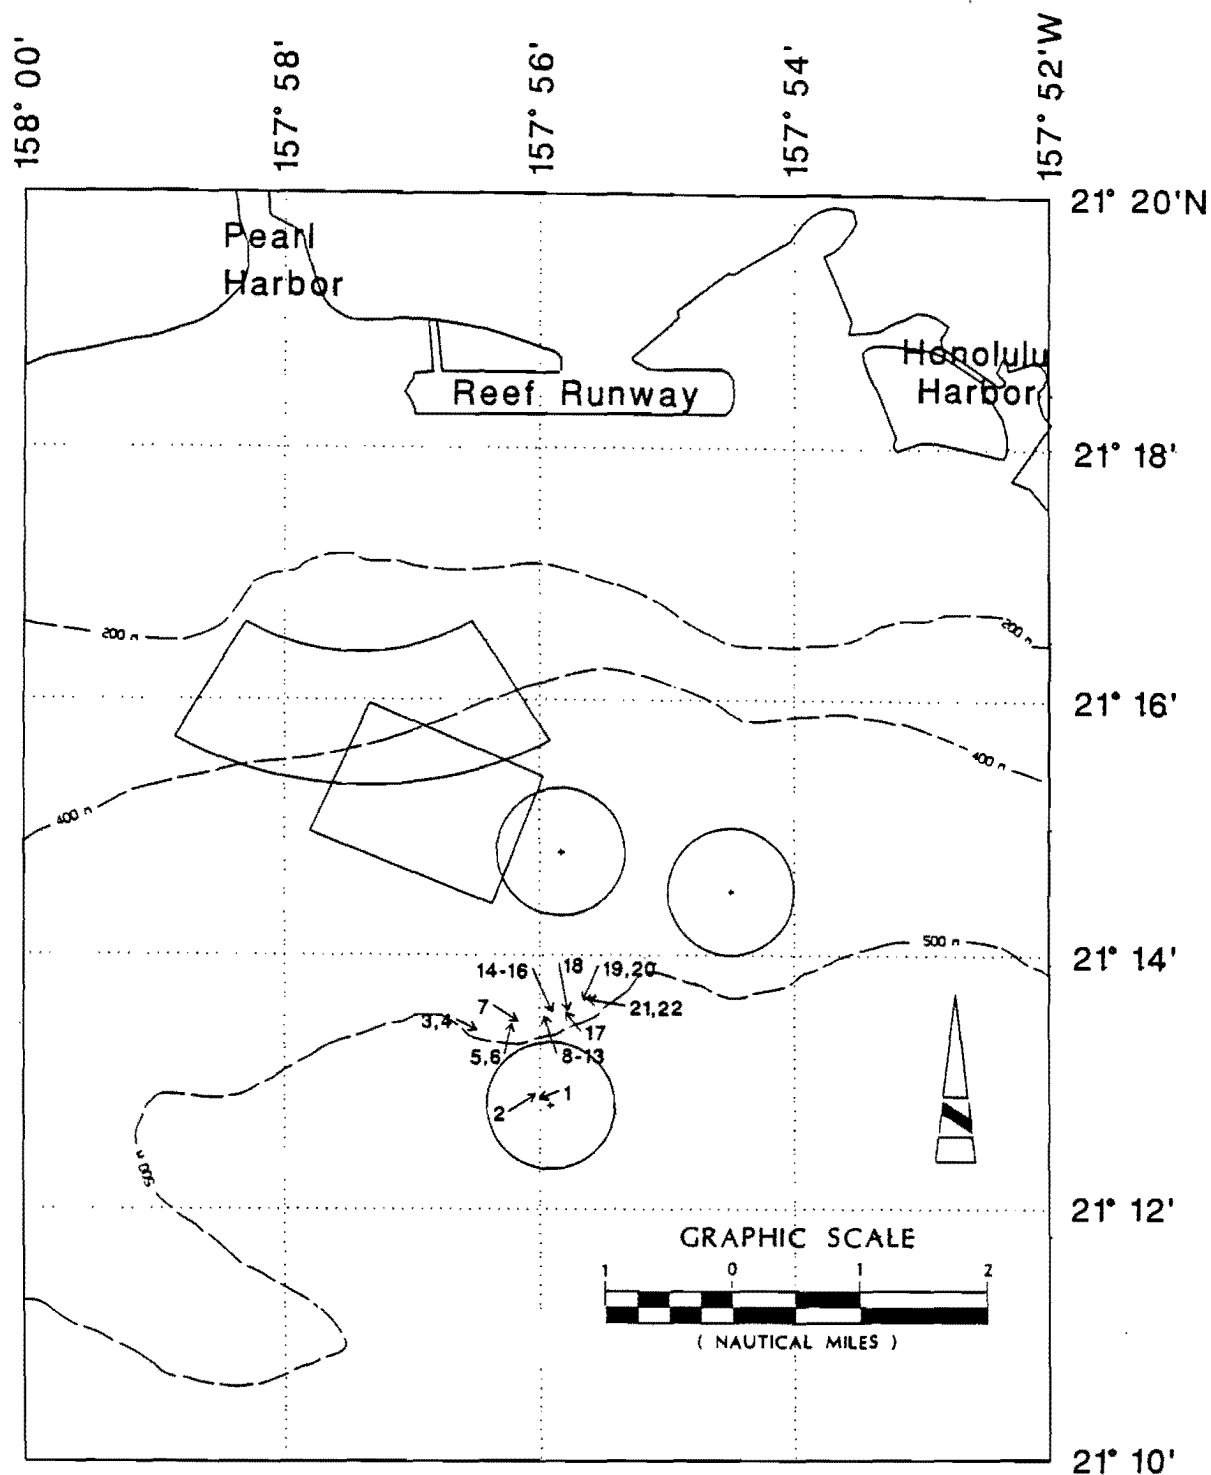 158° 00'
157° 58'
157° 56'
157° 54'
157° 52'W
21° 20'N
Pearl
Harbor
Honolulu
Harbor
Reef Runway
21° 18'
200 m
200 m
21° 16'
400 m
400 m
500 m
21° 14'
14-16
18
19,20
7
21,22
3,4
17
5,6
8-13
1
2
500 m
21° 12'
GRAPHIC SCALE
1 0 1 2
( NAUTICAL MILES )
21° 10'